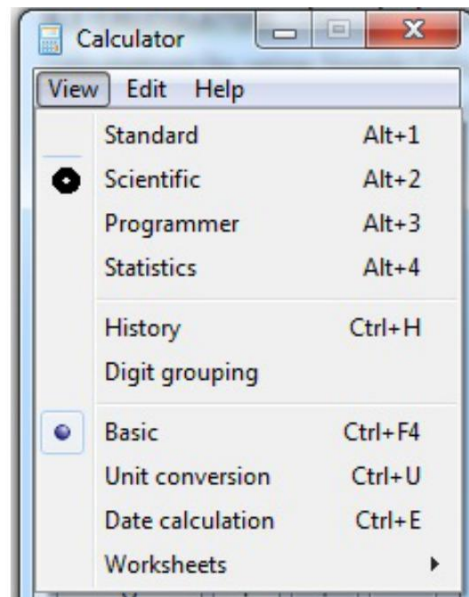 Calculator
View Edit Help
Standard Alt+1
Scientific Alt+2
Programmer Alt+3
Statistics Alt+4
History Ctrl+H
Digit grouping
Basic Ctrl+F4
Unit conversion Ctrl+U
Date calculation Ctrl+E
Worksheets